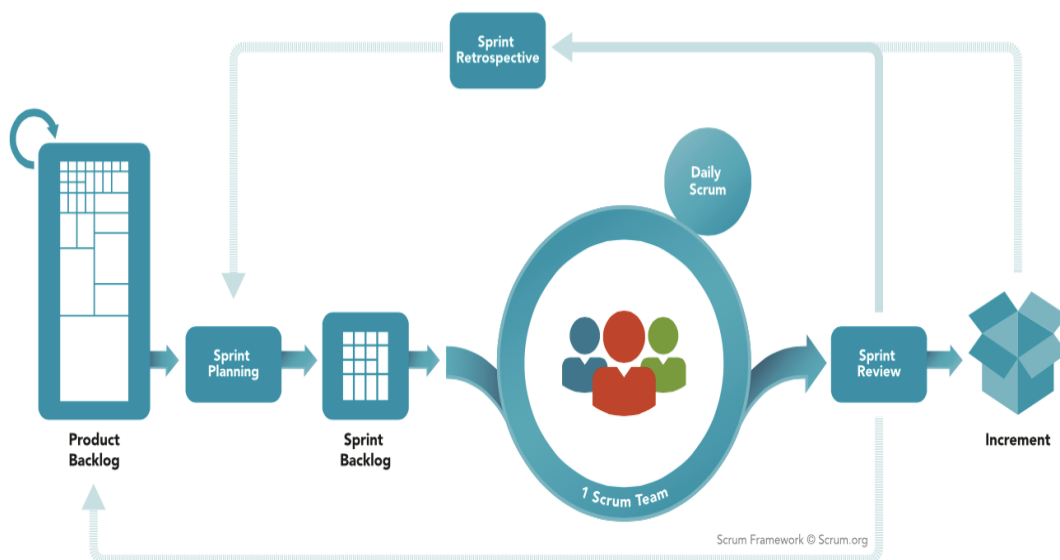 Sprint
Retrospective
Daily
Scrum
Sprint
Planning
Sprint
Review
Product
Backlog
Sprint
Backlog
Increment
1 Scrum Team
Scrum Framework © Scrum.org